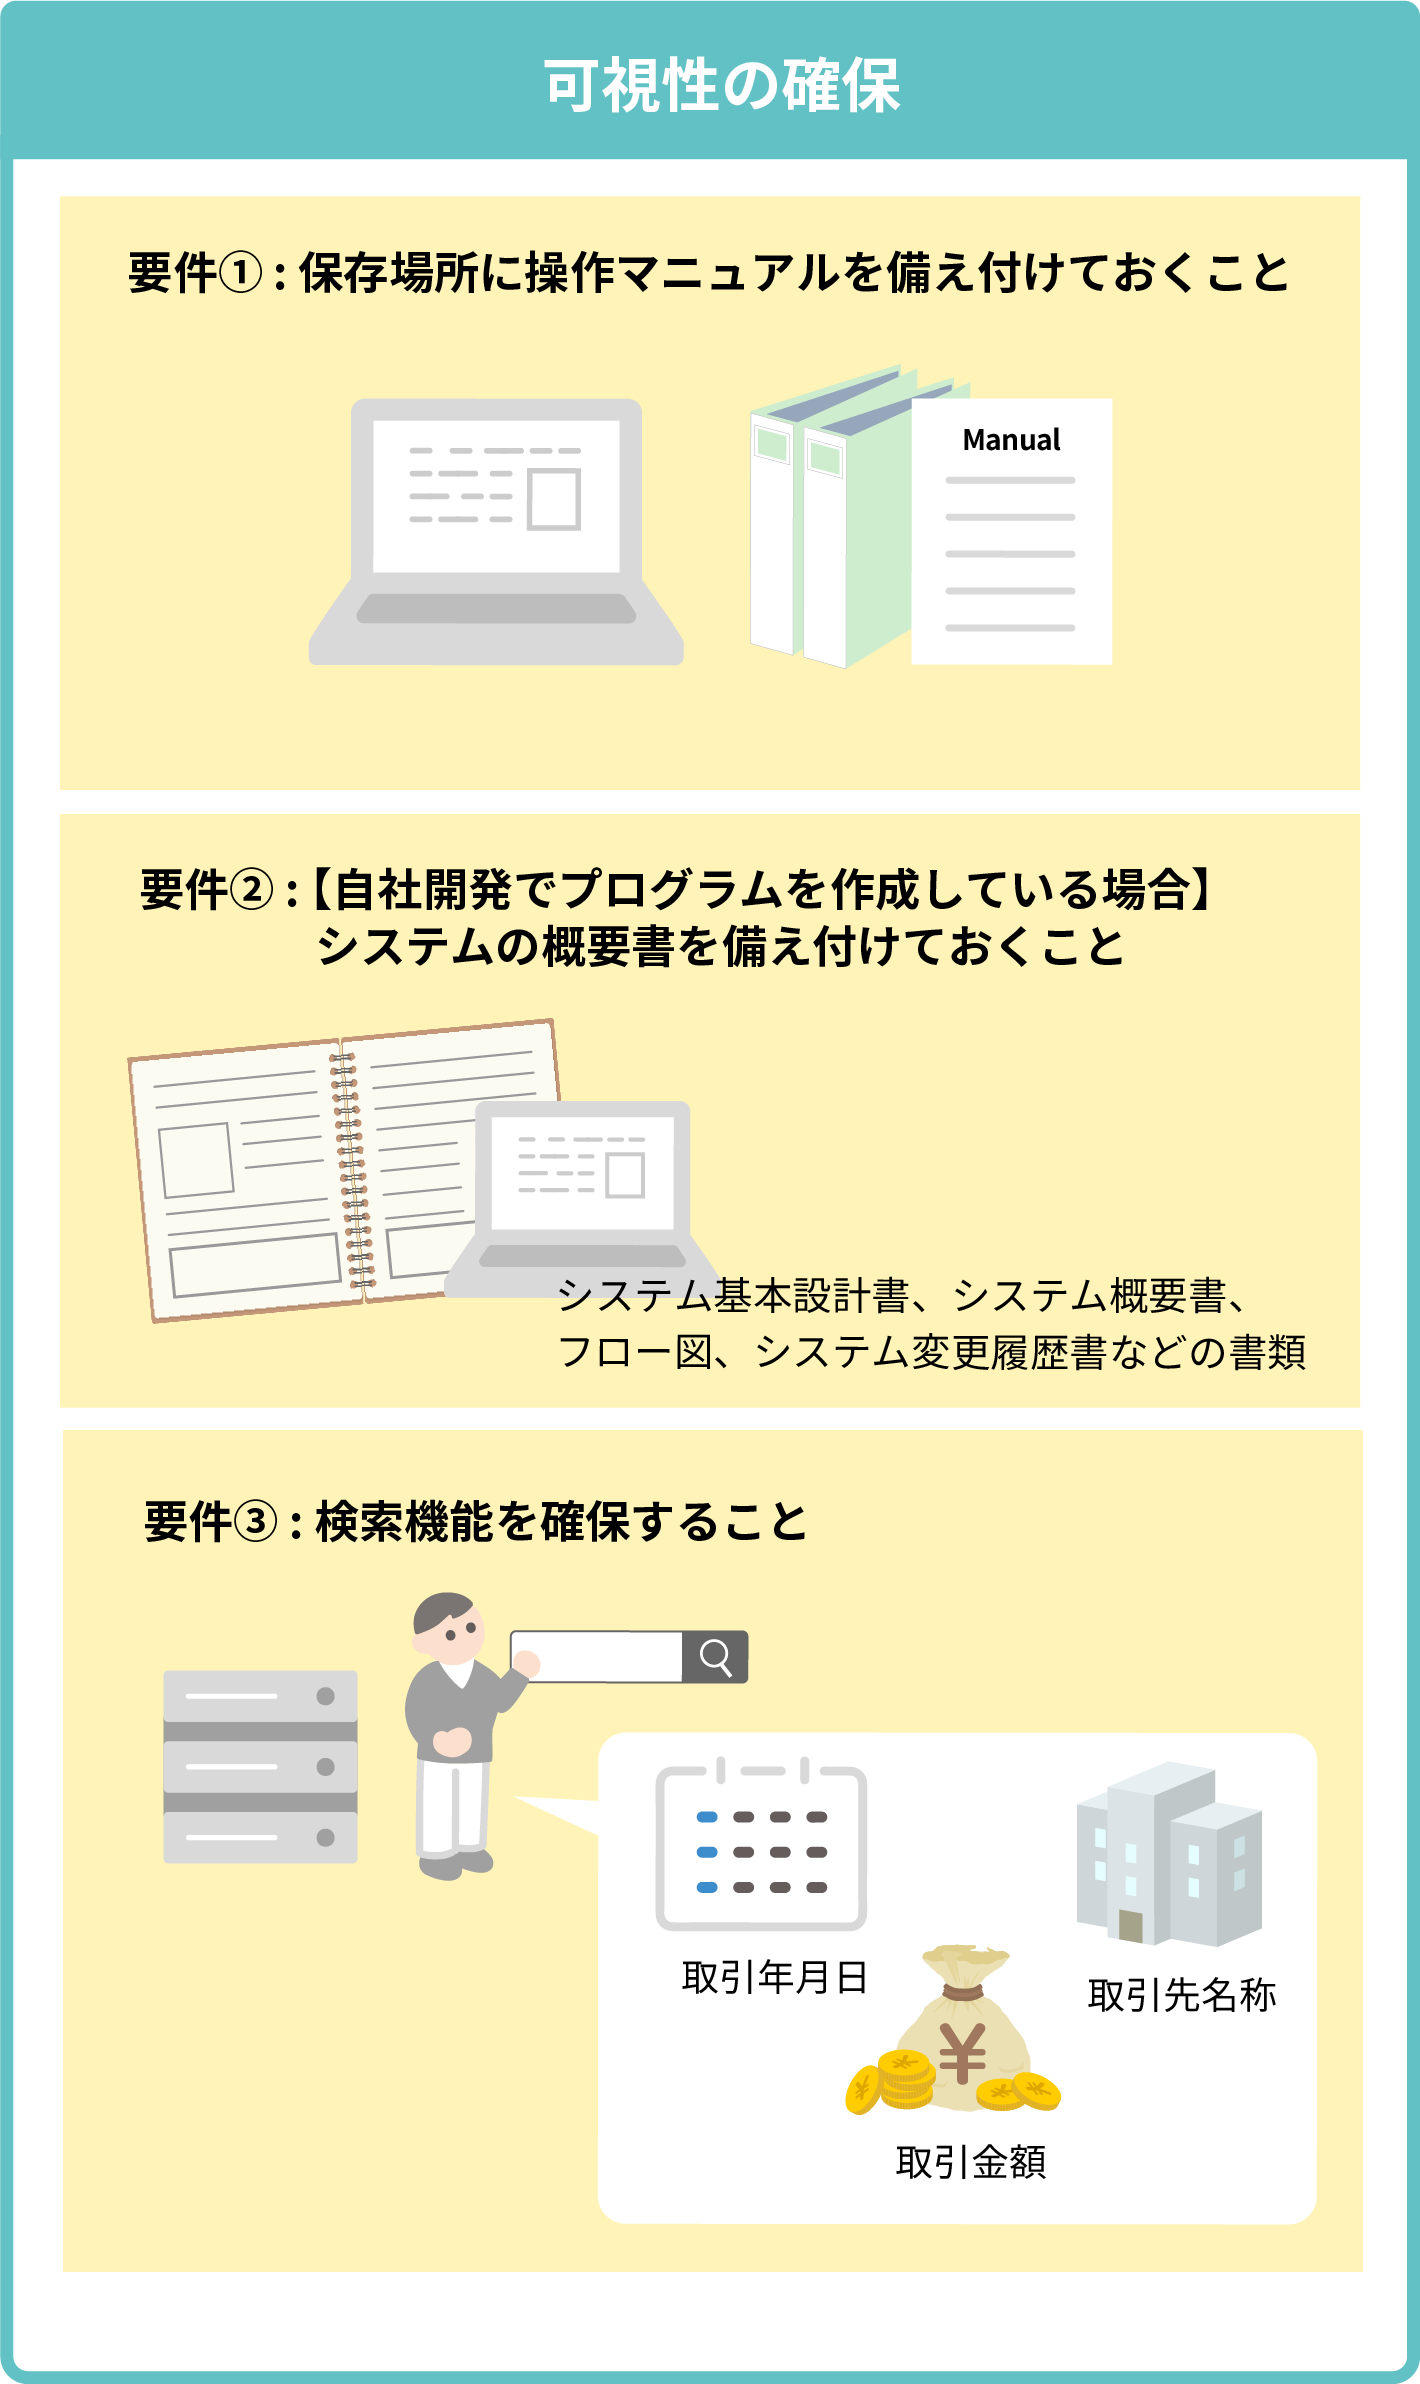 可視性の確保
要件① : 保存場所に操作マニュアルを備え付けておくこと
Manual
要件② :【自社開発でプログラムを作成している場合】
システムの概要書を備え付けておくこと
システム基本設計書、システム概要書、
フロー図、システム変更履歴書などの書類
要件③ : 検索機能を確保すること
取引年月日
取引先名称
¥
取引金額